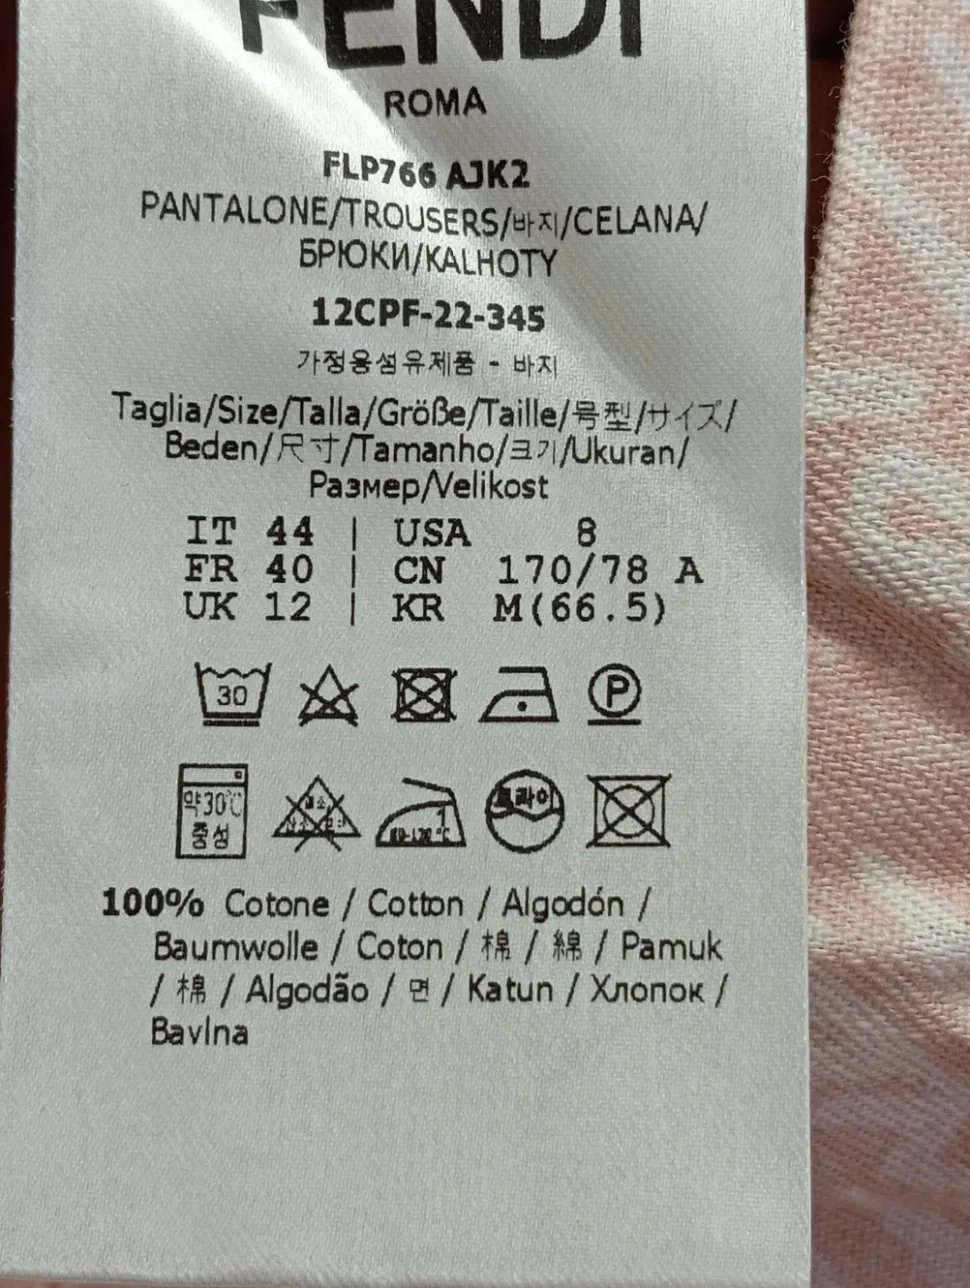 FENDI
ROMA
FLP766 AJK2
PANTALONE/TROUSERS/바지/CELANA/
БРЮКИ/KALHOTY
12CPF-22-345
가정용섬유제품 - 바지
Taglia/Size/Talla/Größe/Taille/号型/サイズ/
Beden/尺寸/Tamanho/크기/Ukuran/
Размер/Velikost
IT 44 | USA 8
FR 40 | CN 170/78 A
UK 12 | KR M(66.5)
30 P
약30℃ 1 드라이
중성
100% Cotone / Cotton / Algodón /
Baumwolle / Coton / 棉 / 綿 / Pamuk
/ 棉 / Algodão / 면 / Katun / Хлопок /
Bavlna